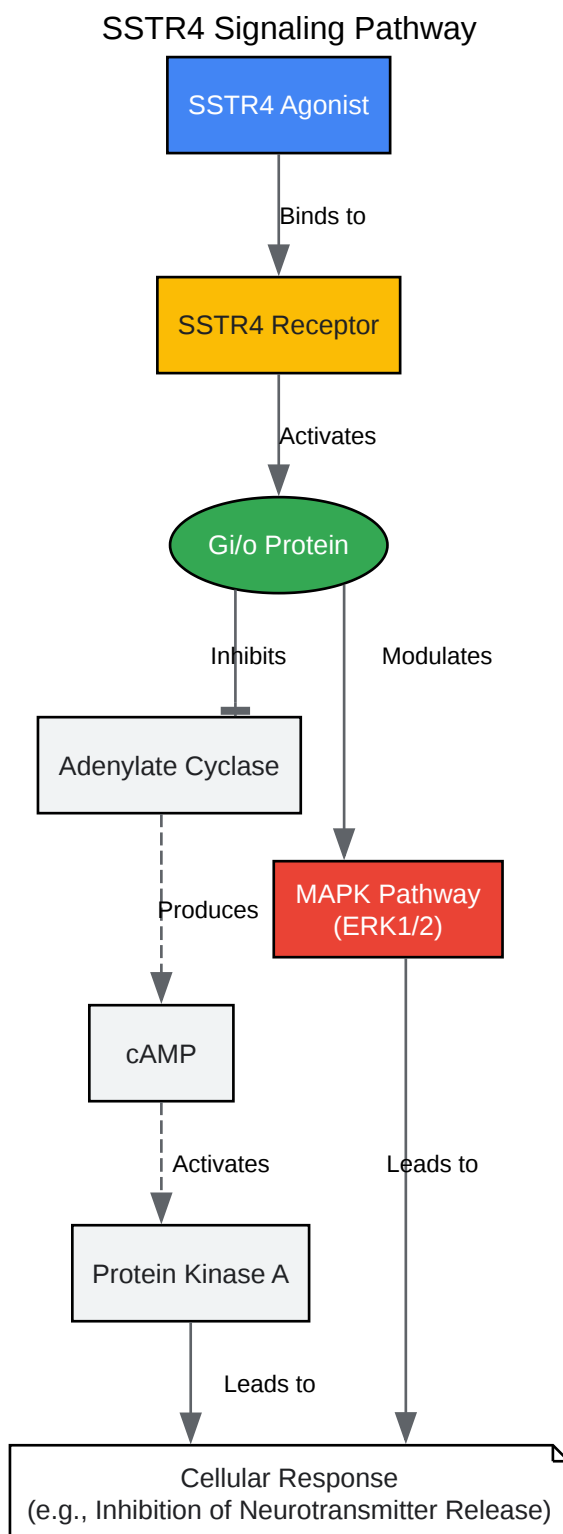 SSTR4 Signaling Pathway
SSTR4 Agonist
Binds to
SSTR4 Receptor
Activates
Gi/o Protein
Inhibits
Modulates
Adenylate Cyclase
MAPK Pathway
(ERK1/2)
Produces
cAMP
Activates
Leads to
Protein Kinase A
Leads to
Cellular Response
(e.g., Inhibition of Neurotransmitter Release)